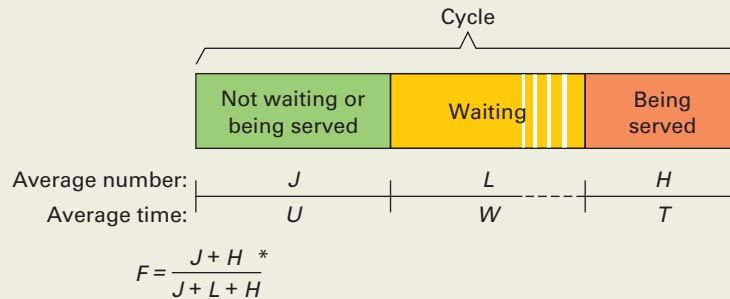 Cycle
Not waiting or
being served
Waiting
Being
served
Average number: J L H
Average time: U W T
F = J + H * / J + L + H